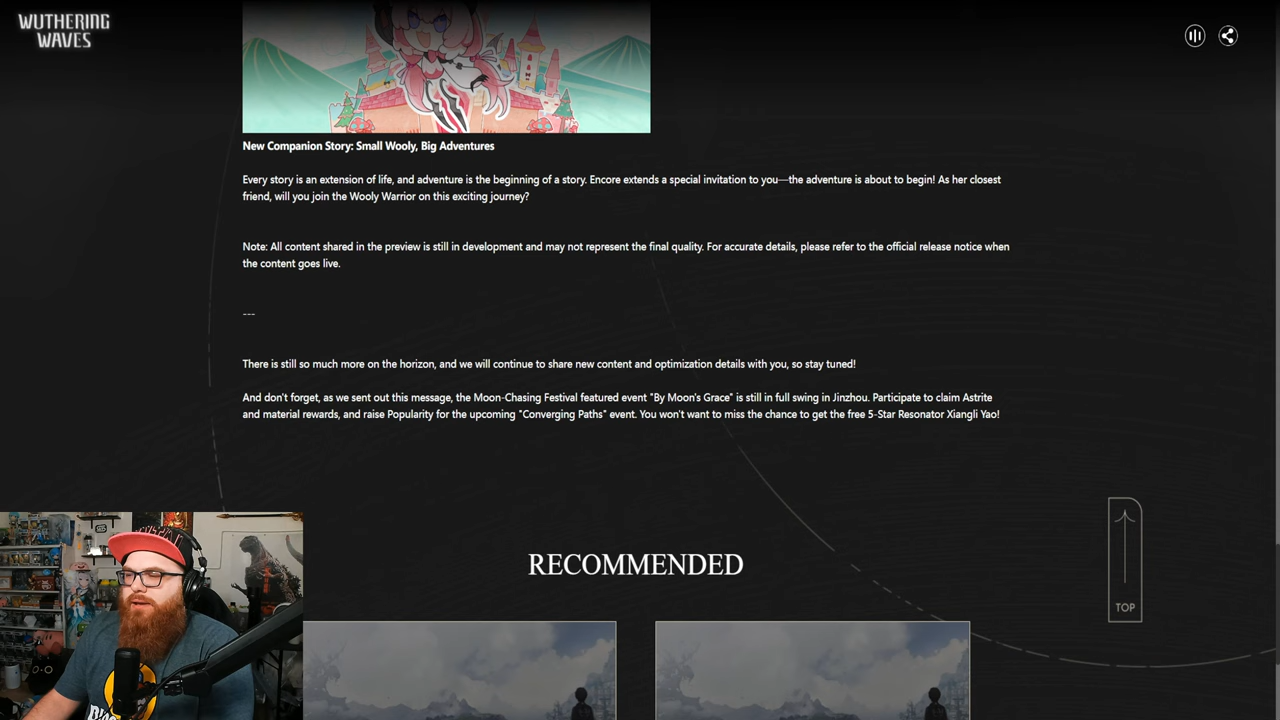 WUTHERING
WAVES
New Companion Story: Small Wooly, Big Adventures
Every story is an extension of life, and adventure is the beginning of a story. Encore extends a special invitation to you—the adventure is about to begin! As her closest
friend, will you join the Wooly Warrior on this exciting journey?
Note: All content shared in the preview is still in development and may not represent the final quality. For accurate details, please refer to the official release notice when
the content goes live.
---
There is still so much more on the horizon, and we will continue to share new content and optimization details with you, so stay tuned!
And don't forget, as we sent out this message, the Moon-Chasing Festival featured event "By Moon's Grace" is still in full swing in Jinzhou. Participate to claim Astrite
and material rewards, and raise Popularity for the upcoming "Converging Paths" event. You won't want to miss the chance to get the free 5-Star Resonator Xiangli Yao!
RECOMMENDED
TOP